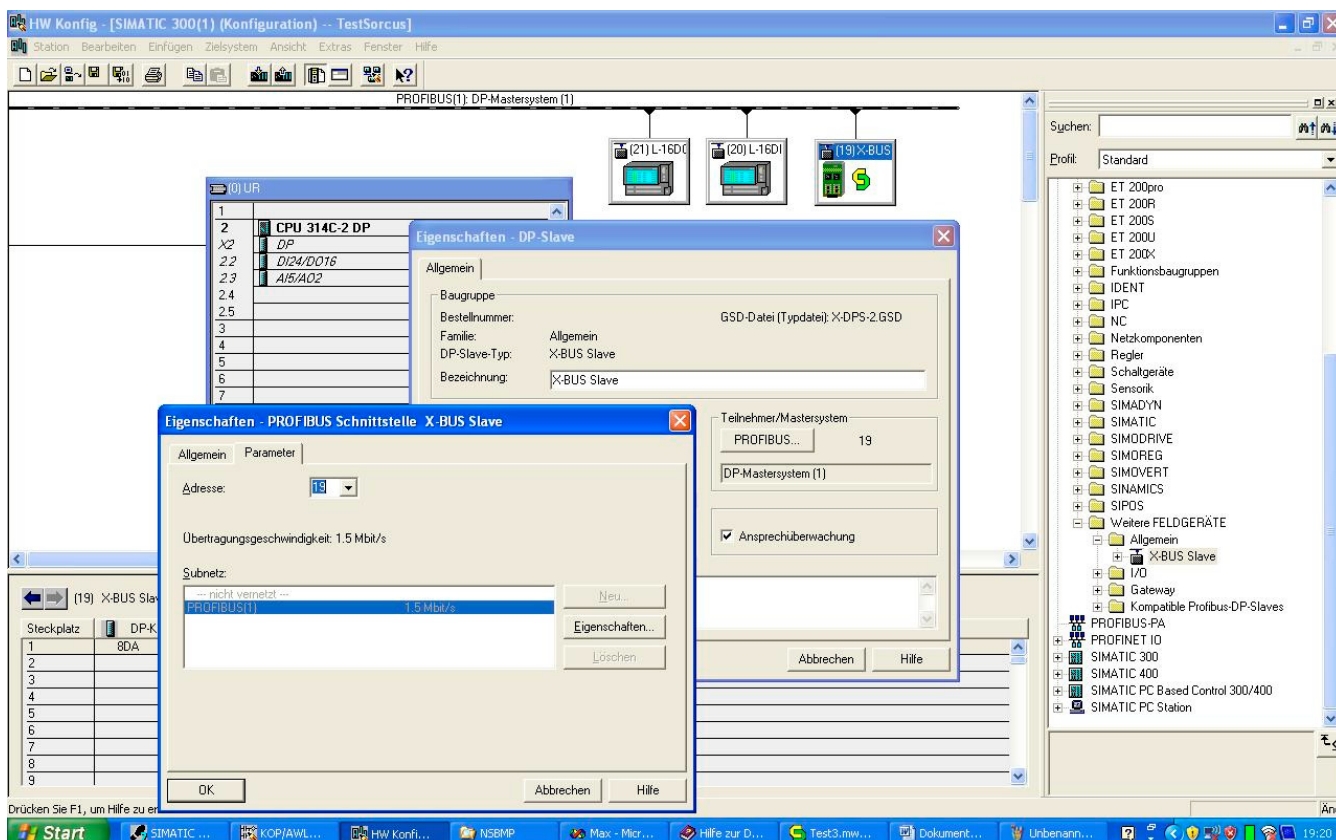 HW Konfig - [SIMATIC 300(1) (Konfiguration) -- TestSorcus]
Station Bearbeiten Einfügen Zielsystem Ansicht Extras Fenster Hilfe
PROFIBUS(1): DP-Mastersystem (1)
(21) L-16DO
(20) L-16DI
(19) X-BUS
(0) UR
1
2 CPU 314C-2 DP
X2 DP
2.2 DI24/DO16
2.3 AI5/AO2
2.4
2.5
3
4
5
6
7
Eigenschaften - DP-Slave
Allgemein
Baugruppe
Bestellnummer: GSD-Datei (Typdatei): X-DPS-2.GSD
Familie: Allgemein
DP-Slave-Typ: X-BUS Slave
Bezeichnung: X-BUS Slave
Teilnehmer/Mastersystem
PROFIBUS... 19
DP-Mastersystem (1)
Ansprechüberwachung
Abbrechen Hilfe
Eigenschaften - PROFIBUS Schnittstelle X-BUS Slave
Allgemein Parameter
Adresse: 19
Übertragungsgeschwindigkeit: 1.5 Mbit/s
Subnetz:
--- nicht vernetzt ---
PROFIBUS(1) 1.5 Mbit/s
Neu...
Eigenschaften...
Löschen
OK Abbrechen Hilfe
(19) X-BUS Slav
Steckplatz DP-K
1 8DA
2
3
4
5
6
7
8
9
Suchen:
Profil: Standard
ET 200pro
ET 200R
ET 200S
ET 200U
ET 200X
Funktionsbaugruppen
IDENT
IPC
NC
Netzkomponenten
Regler
Schaltgeräte
Sensorik
SIMADYN
SIMATIC
SIMODRIVE
SIMOREG
SIMOVERT
SINAMICS
SIPOS
Weitere FELDGERÄTE
Allgemein
X-BUS Slave
I/O
Gateway
Kompatible Profibus-DP-Slaves
PROFIBUS-PA
PROFINET IO
SIMATIC 300
SIMATIC 400
SIMATIC PC Based Control 300/400
SIMATIC PC Station
Drücken Sie F1, um Hilfe zu er
Än
Start SIMATIC ... KOP/AWL... HW Konfi... NSBMP Max - Micr... Hilfe zur D... Test3.mw... Dokument... Unbenann... 19:20